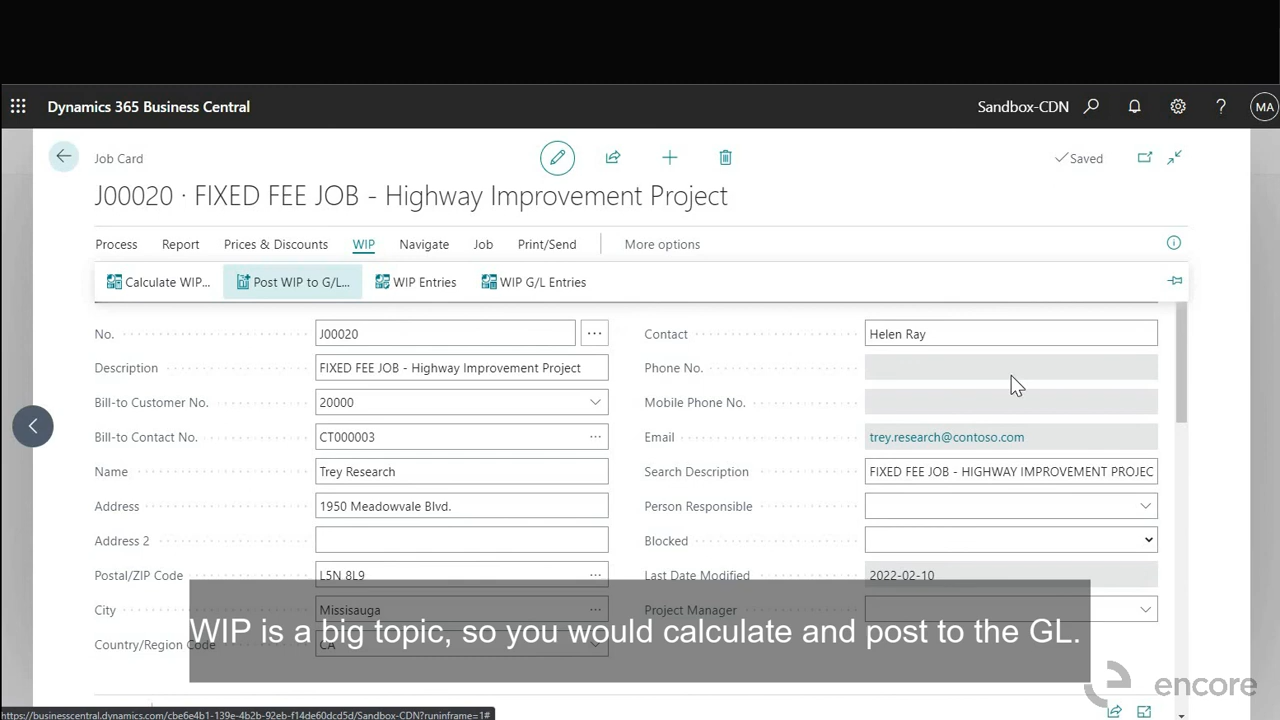 Dynamics 365 Business Central
Sandbox-CDN
?
MA
Job Card
Saved
J00020 · FIXED FEE JOB - Highway Improvement Project
Process Report Prices & Discounts WIP Navigate Job Print/Send More options
Calculate WIP... Post WIP to G/L... WIP Entries WIP G/L Entries
No. J00020
Description FIXED FEE JOB - Highway Improvement Project
Bill-to Customer No. 20000
Bill-to Contact No. CT000003
Name Trey Research
Address 1950 Meadowvale Blvd.
Address 2
Postal/ZIP Code L5N 8L9
City Missisauga
Country/Region Code CA
Contact Helen Ray
Phone No.
Mobile Phone No.
Email trey.research@contoso.com
Search Description FIXED FEE JOB - HIGHWAY IMPROVEMENT PROJEC
Person Responsible
Blocked
Last Date Modified 2022-02-10
Project Manager
WIP is a big topic, so you would calculate and post to the GL.
encore
https://businesscentral.dynamics.com/cbe6e4b1-139e-4b2b-92eb-f14de60dcd5d/Sandbox-CDN?runinframe=1#